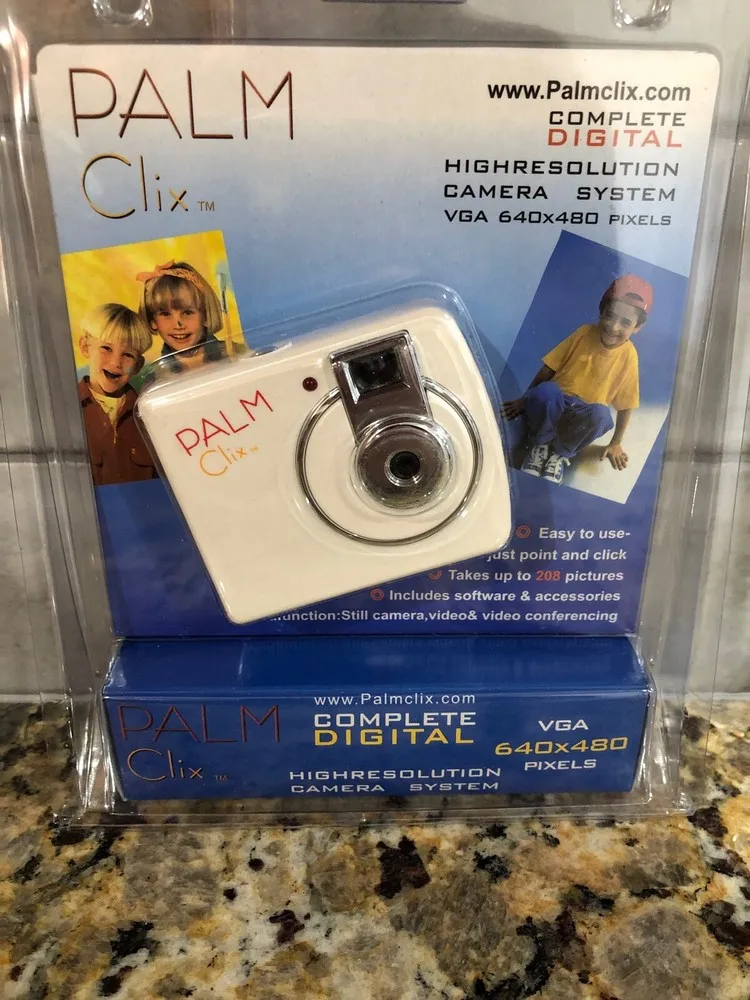 PALM
Clix™
www.Palmclix.com
COMPLETE
DIGITAL
HIGHRESOLUTION
CAMERA SYSTEM
VGA 640x480 PIXELS
PALM
Clix™
Easy to use-
just point and click
Takes up to 208 pictures
Includes software & accessories
function:Still camera,video& video conferencing
PALM
Clix™
www.Palmclix.com
COMPLETE
DIGITAL
HIGHRESOLUTION
CAMERA SYSTEM
VGA
640x480
PIXELS